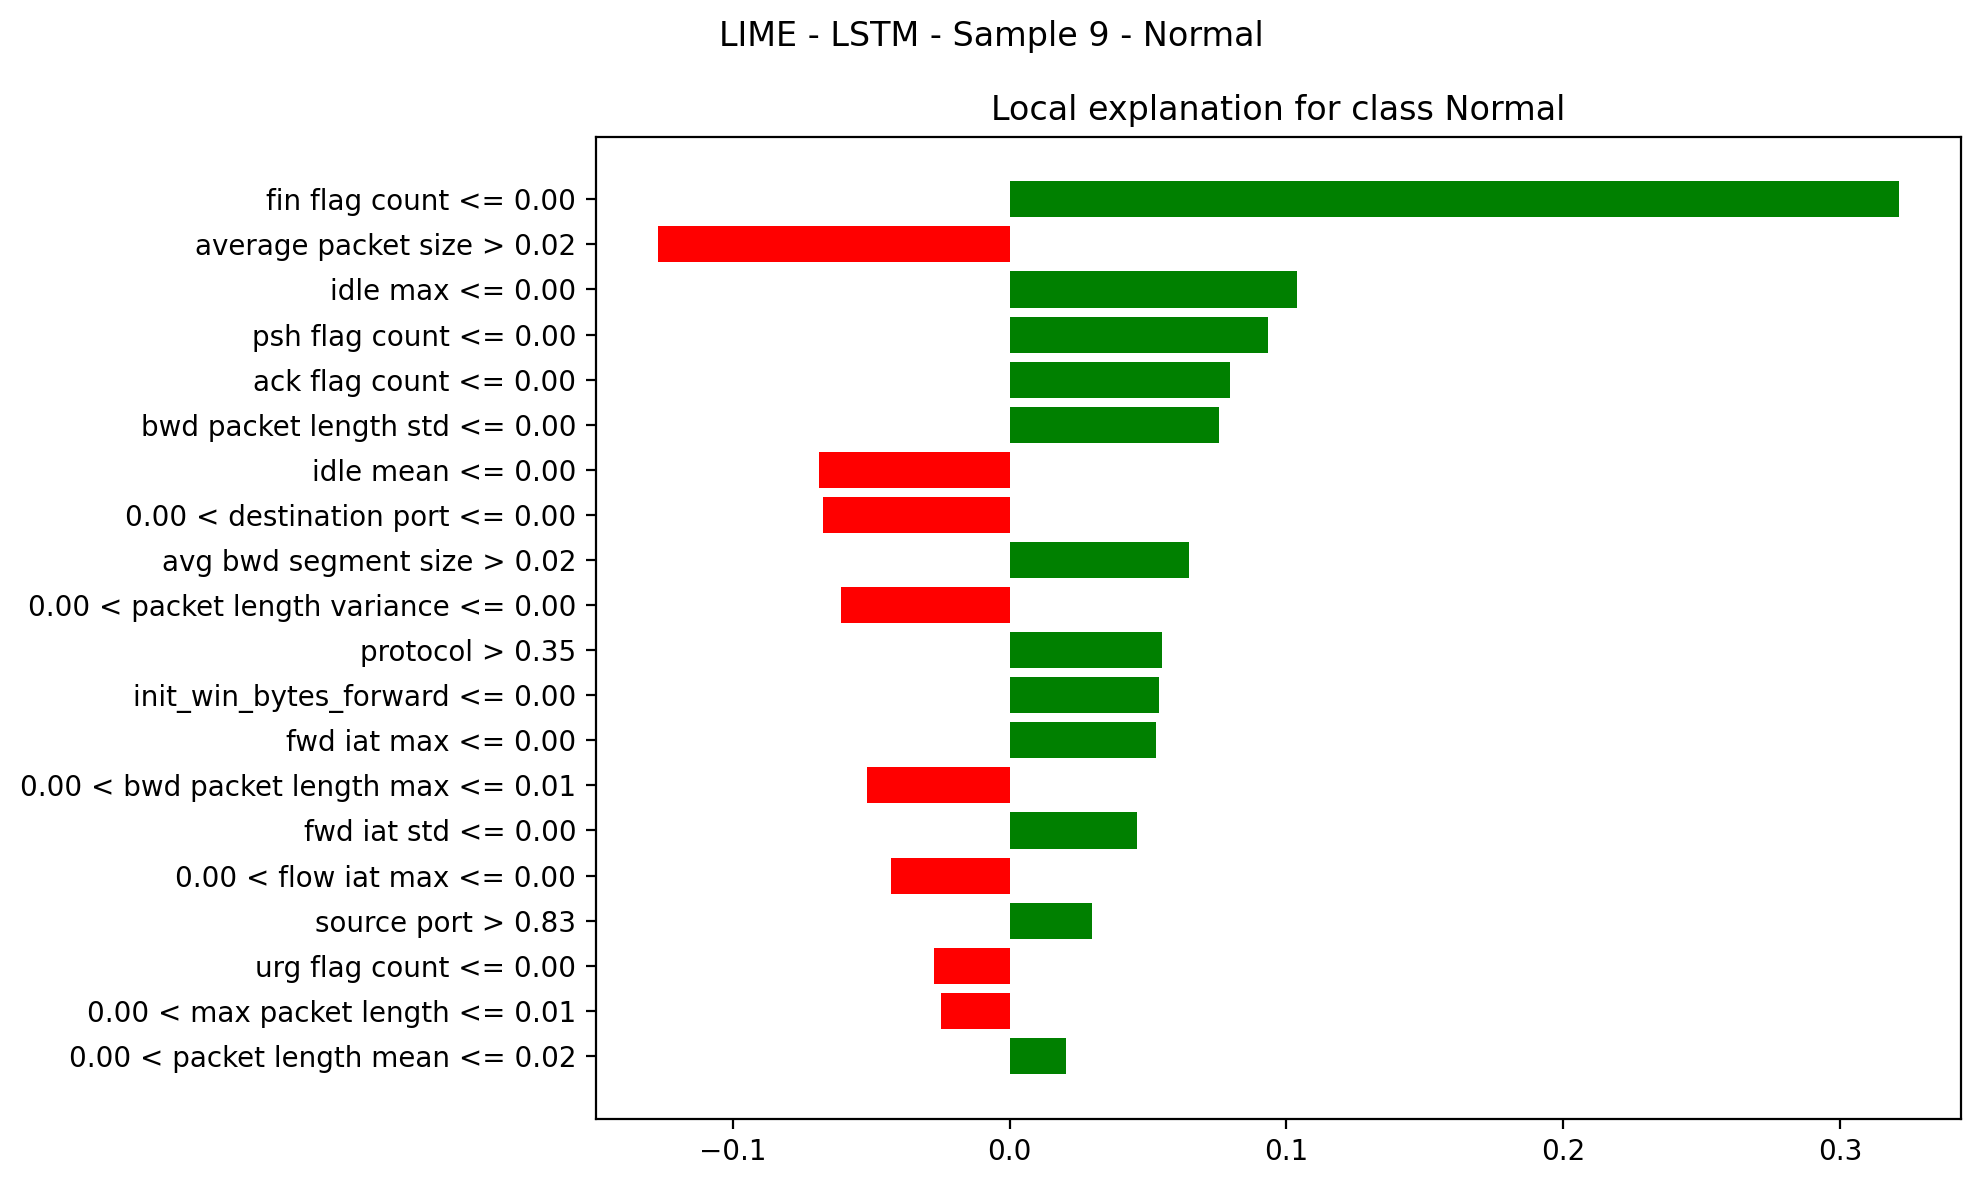 LIME - LSTM - Sample 9 - Normal
Local explanation for class Normal
fin flag count <= 0.00
average packet size > 0.02
idle max <= 0.00
psh flag count <= 0.00
ack flag count <= 0.00
bwd packet length std <= 0.00
idle mean <= 0.00
0.00 < destination port <= 0.00
avg bwd segment size > 0.02
0.00 < packet length variance <= 0.00
protocol > 0.35
init_win_bytes_forward <= 0.00
fwd iat max <= 0.00
0.00 < bwd packet length max <= 0.01
fwd iat std <= 0.00
0.00 < flow iat max <= 0.00
source port > 0.83
urg flag count <= 0.00
0.00 < max packet length <= 0.01
0.00 < packet length mean <= 0.02
−0.1 0.0 0.1 0.2 0.3